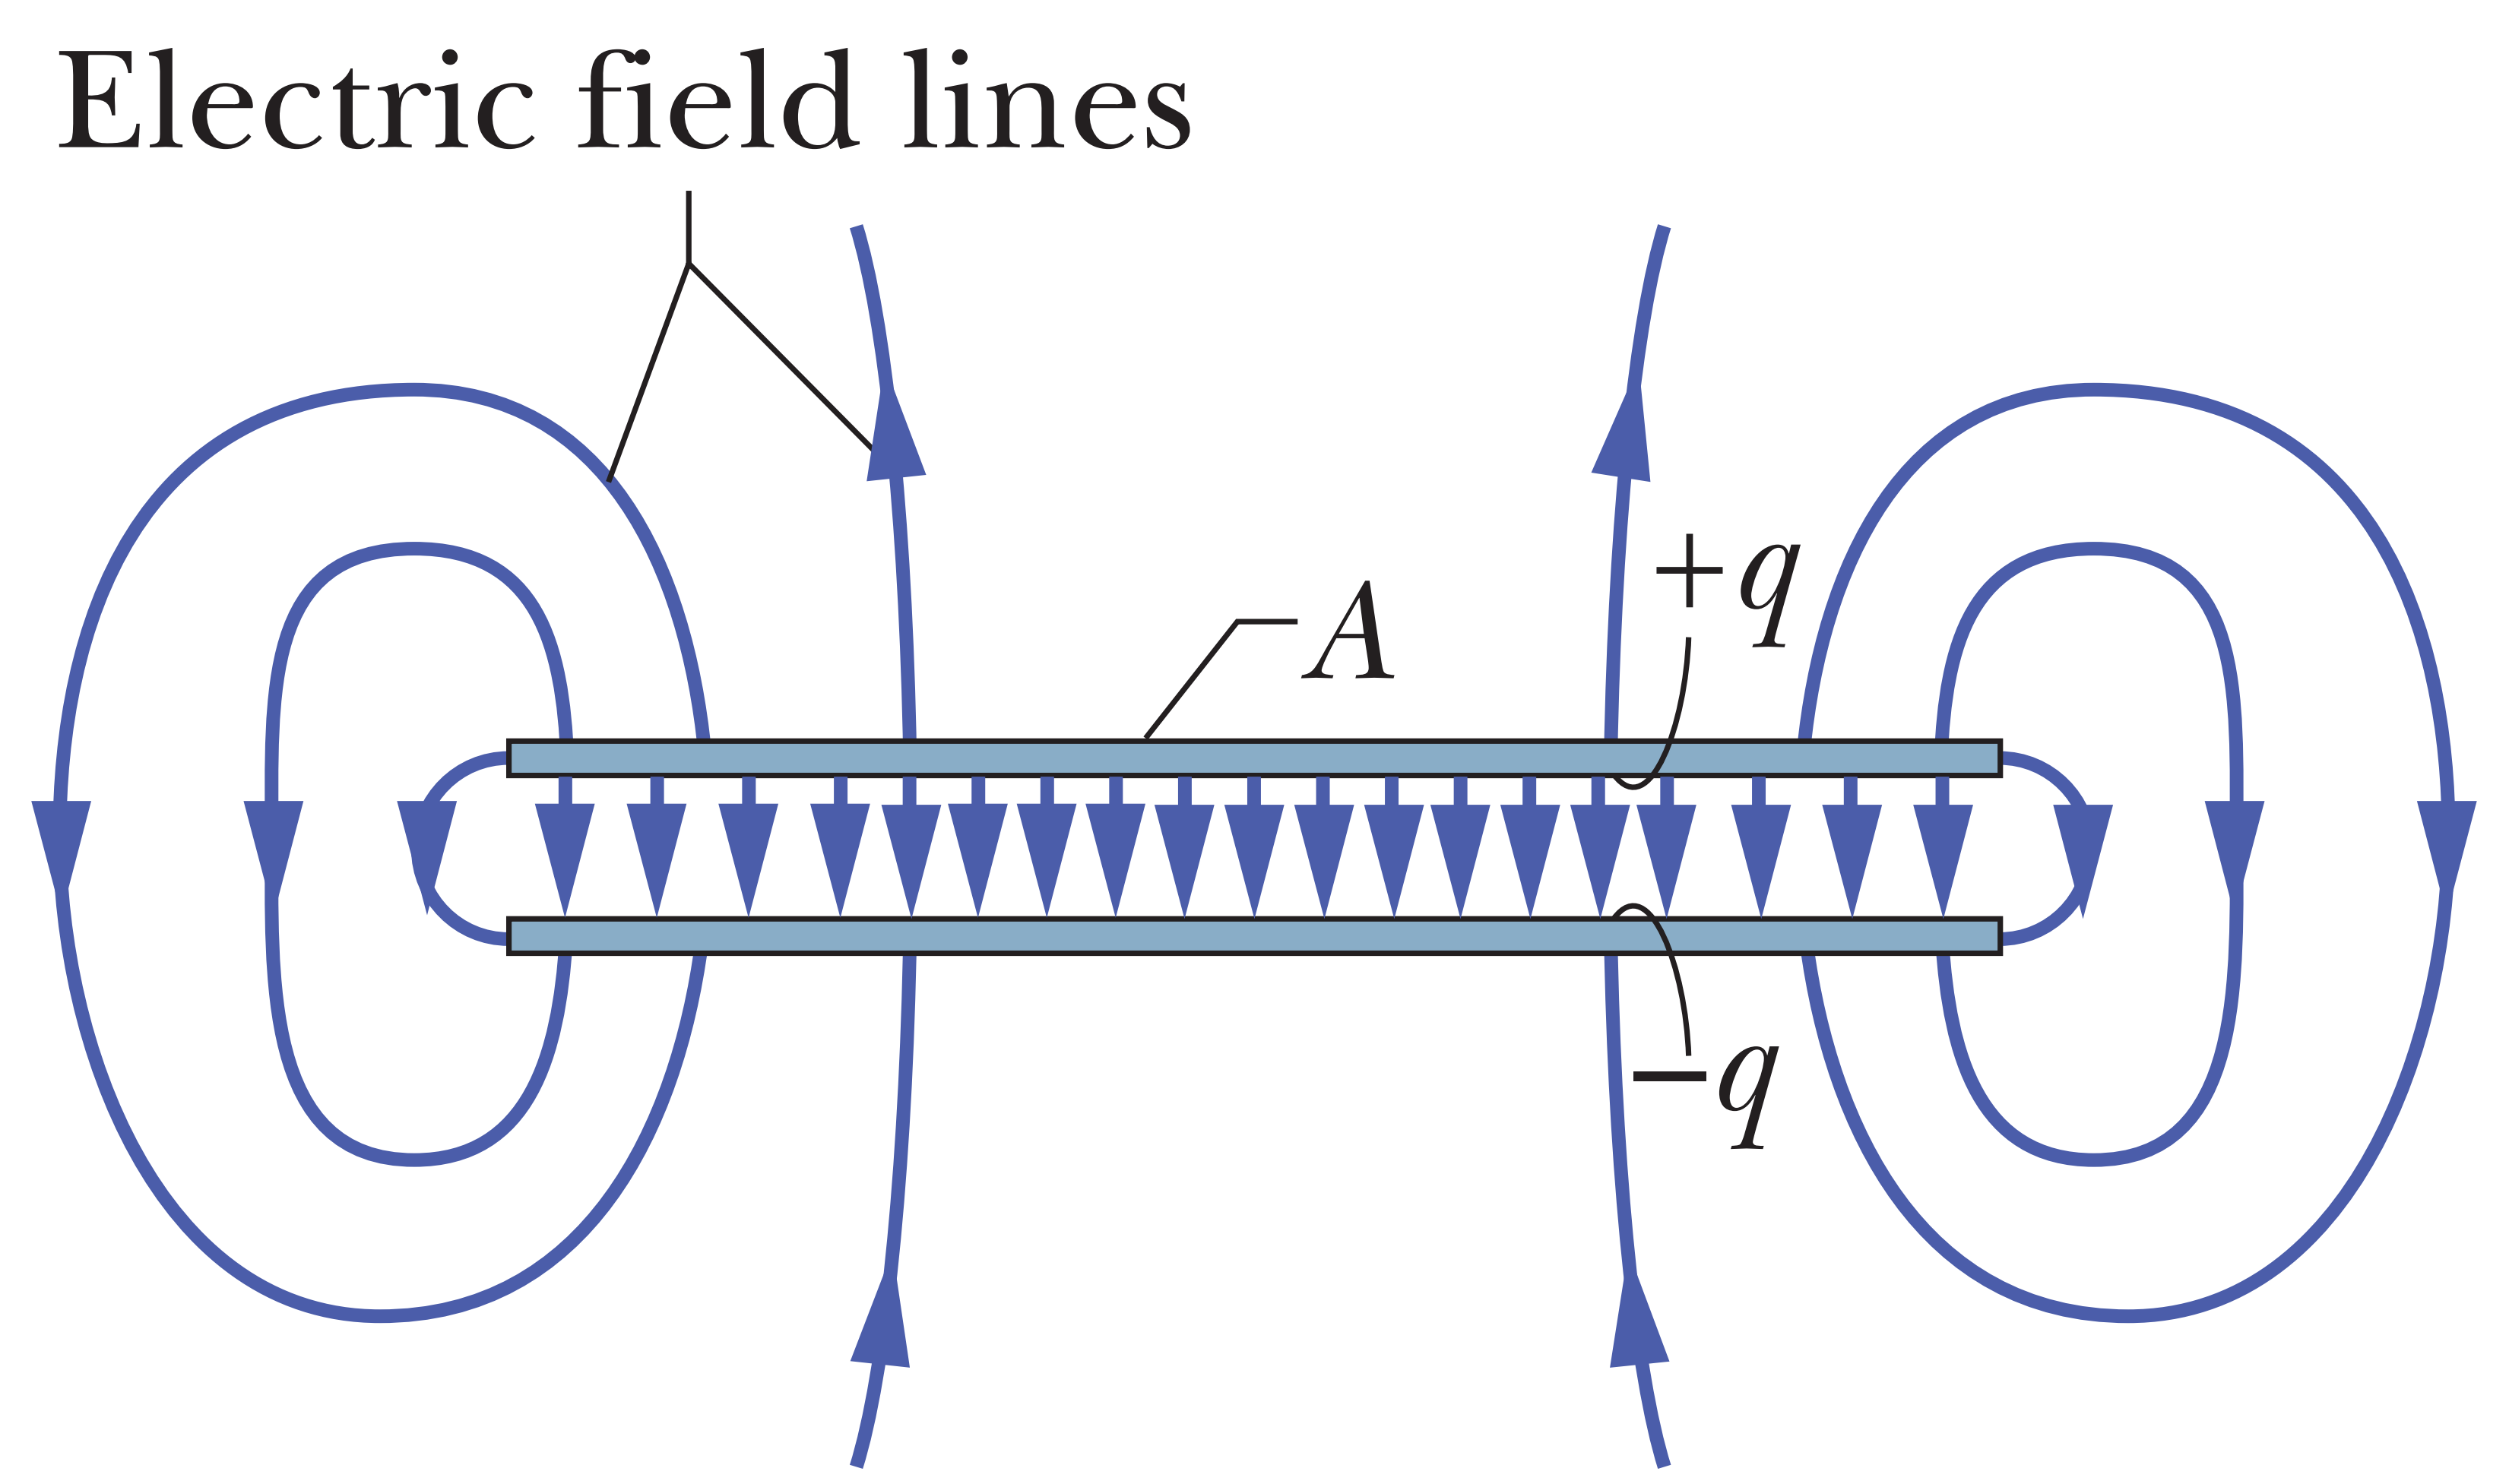 Electric field lines
+q
A
−q